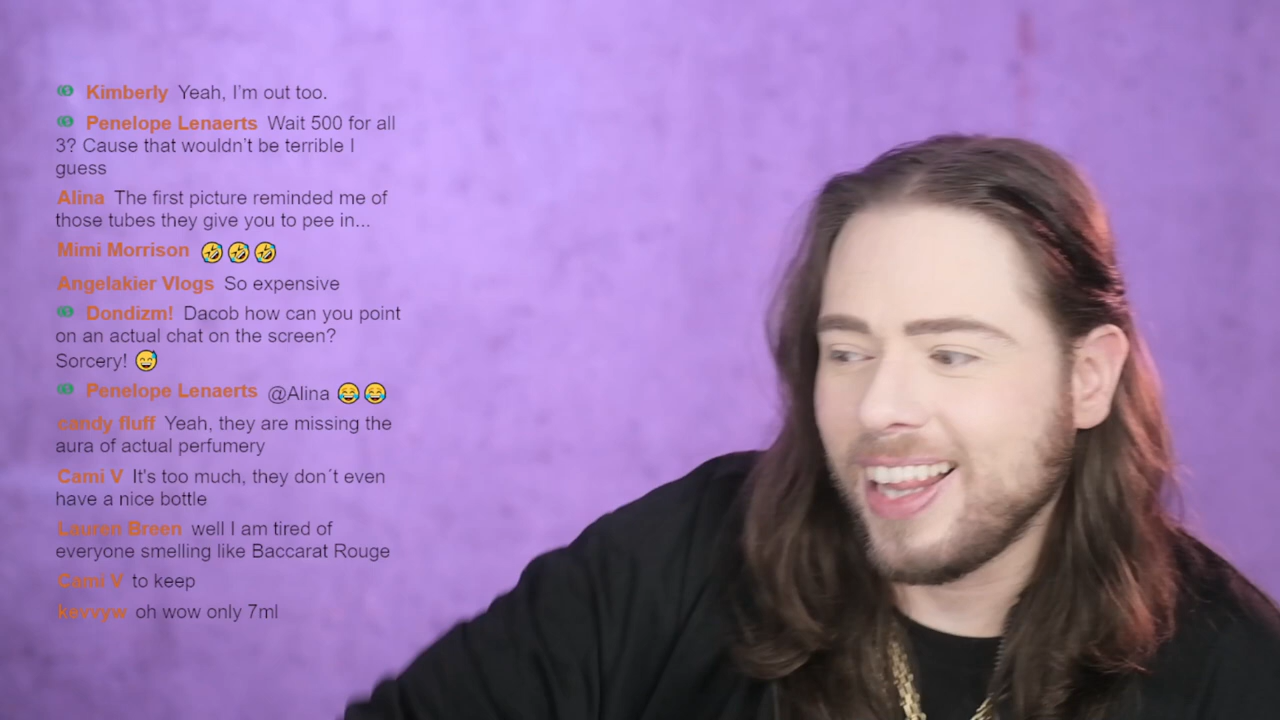 Kimberly Yeah, I'm out too.
Penelope Lenaerts Wait 500 for all
3? Cause that wouldn't be terrible I
guess
Alina The first picture reminded me of
those tubes they give you to pee in...
Mimi Morrison 🤣🤣🤣
Angelakier Vlogs So expensive
Dondizm! Dacob how can you point
on an actual chat on the screen?
Sorcery! 😅
Penelope Lenaerts @Alina 😂😂
candy fluff Yeah, they are missing the
aura of actual perfumery
Cami V It's too much, they don´t even
have a nice bottle
Lauren Breen well I am tired of
everyone smelling like Baccarat Rouge
Cami V to keep
kevvyw oh wow only 7ml